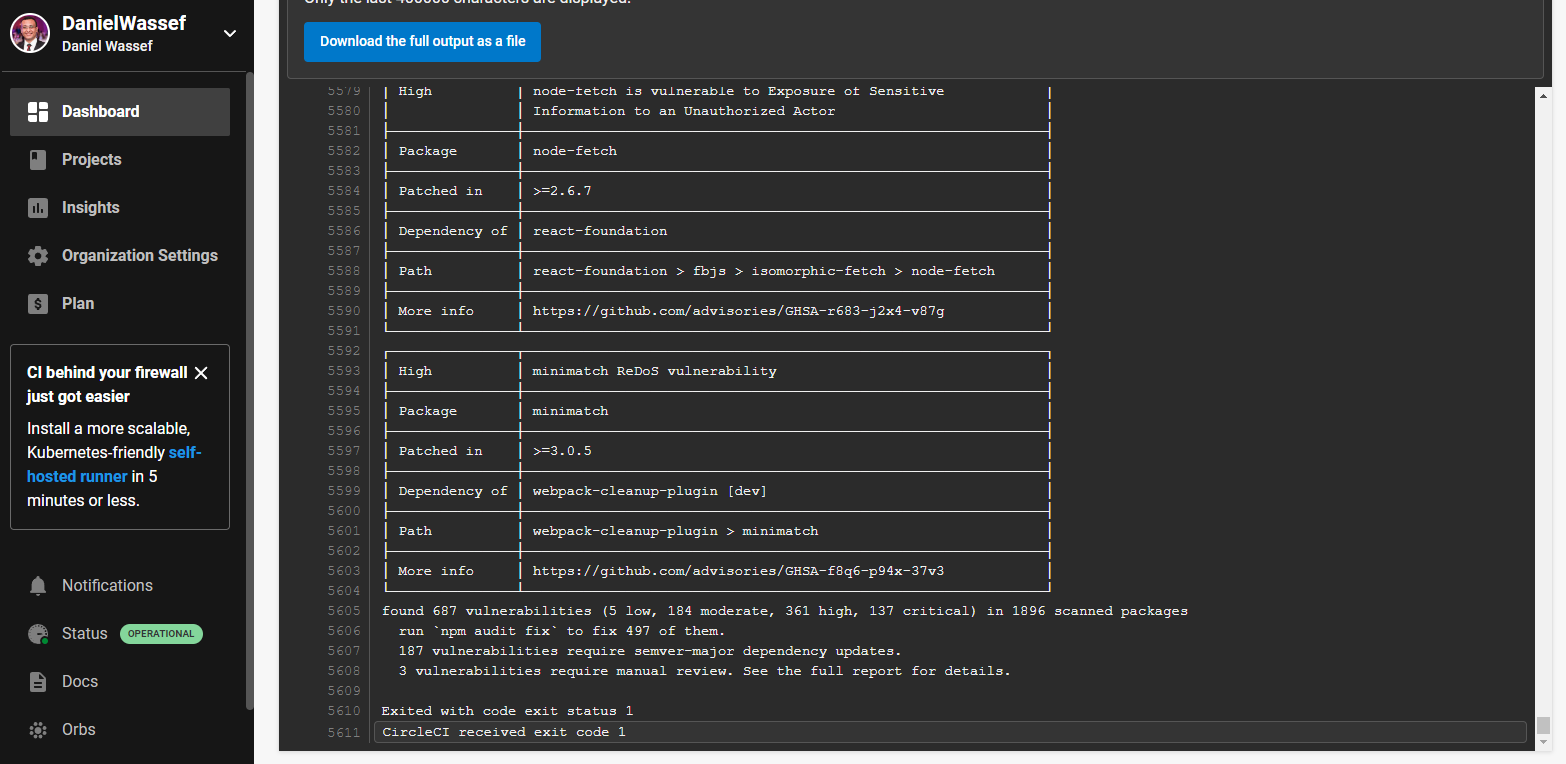 DanielWassef
Daniel Wassef
Dashboard
Projects
Insights
Organization Settings
Plan
CI behind your firewall
just got easier
Install a more scalable,
Kubernetes-friendly self-
hosted runner in 5
minutes or less.
Notifications
Status OPERATIONAL
Docs
Orbs
Only the last 400000 characters are displayed.
Download the full output as a file
5579 High node-fetch is vulnerable to Exposure of Sensitive
5580 Information to an Unauthorized Actor
5581
5582 Package node-fetch
5583
5584 Patched in >=2.6.7
5585
5586 Dependency of react-foundation
5587
5588 Path react-foundation > fbjs > isomorphic-fetch > node-fetch
5589
5590 More info https://github.com/advisories/GHSA-r683-j2x4-v87g
5591
5592
5593 High minimatch ReDoS vulnerability
5594
5595 Package minimatch
5596
5597 Patched in >=3.0.5
5598
5599 Dependency of webpack-cleanup-plugin [dev]
5600
5601 Path webpack-cleanup-plugin > minimatch
5602
5603 More info https://github.com/advisories/GHSA-f8q6-p94x-37v3
5604
5605 found 687 vulnerabilities (5 low, 184 moderate, 361 high, 137 critical) in 1896 scanned packages
5606 run `npm audit fix` to fix 497 of them.
5607 187 vulnerabilities require semver-major dependency updates.
5608 3 vulnerabilities require manual review. See the full report for details.
5609
5610 Exited with code exit status 1
5611 CircleCI received exit code 1